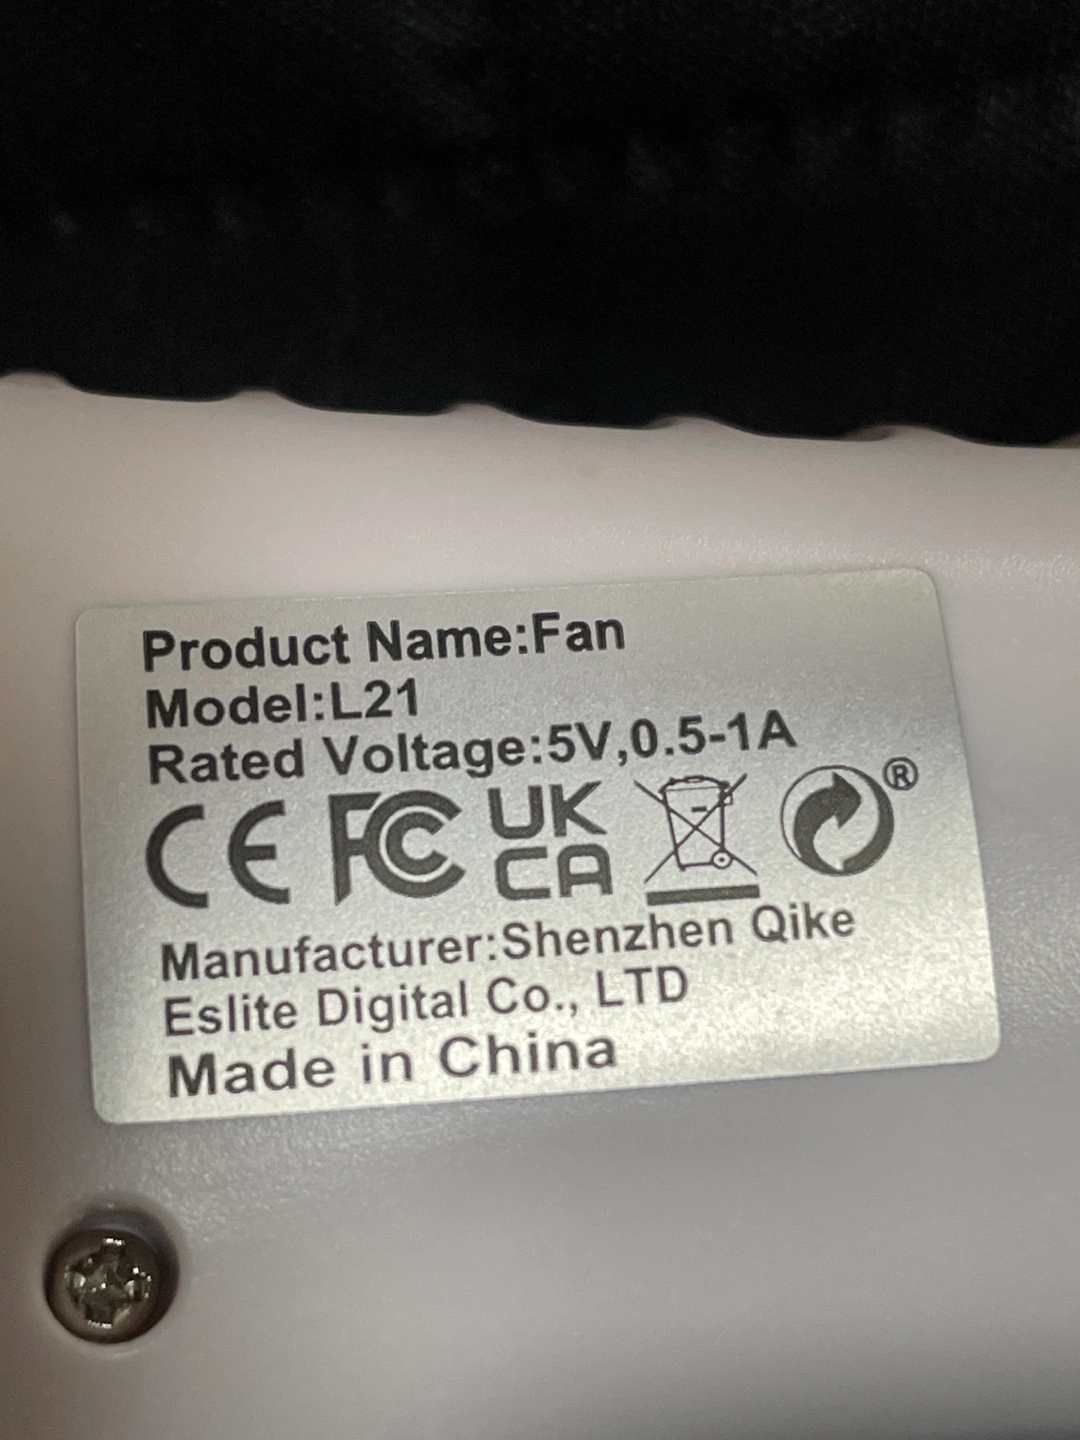 Product Name:Fan
Model:L21
Rated Voltage:5V,0.5-1A
CE FC UK CA ®
Manufacturer:Shenzhen Qike
Eslite Digital Co., LTD
Made in China